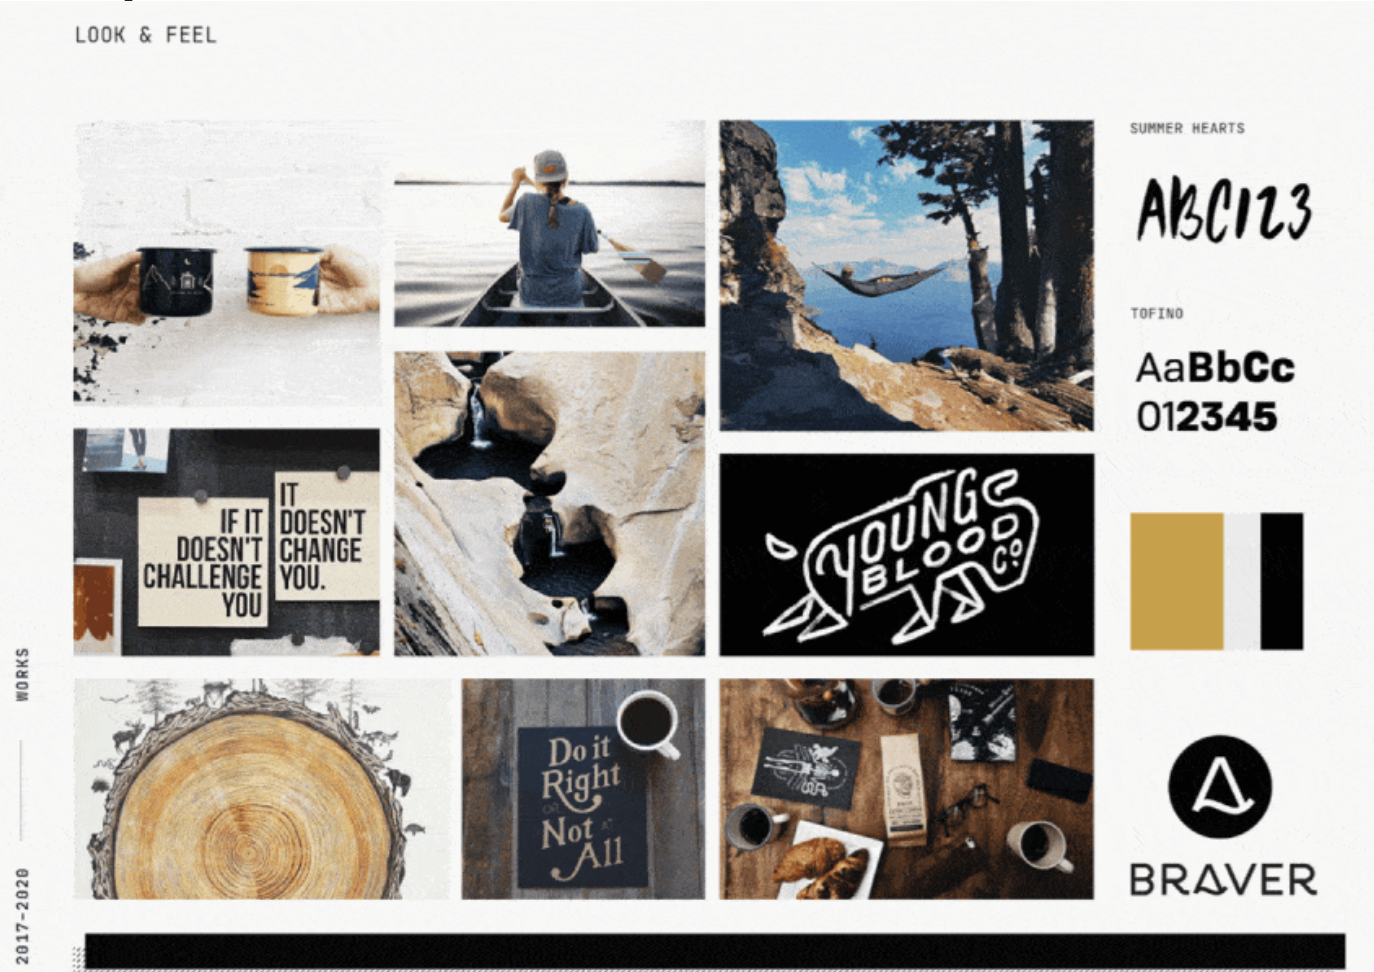 LOOK & FEEL
SUMMER HEARTS
ABC123
TOFINO
AaBbCc
012345
IF IT
DOESN'T
CHALLENGE
YOU
IT
DOESN'T
CHANGE
YOU.
YOUNG
BLOOD
Co
Do it
Right
OR
Not AT
All
BRAVER
WORKS
2017-2020